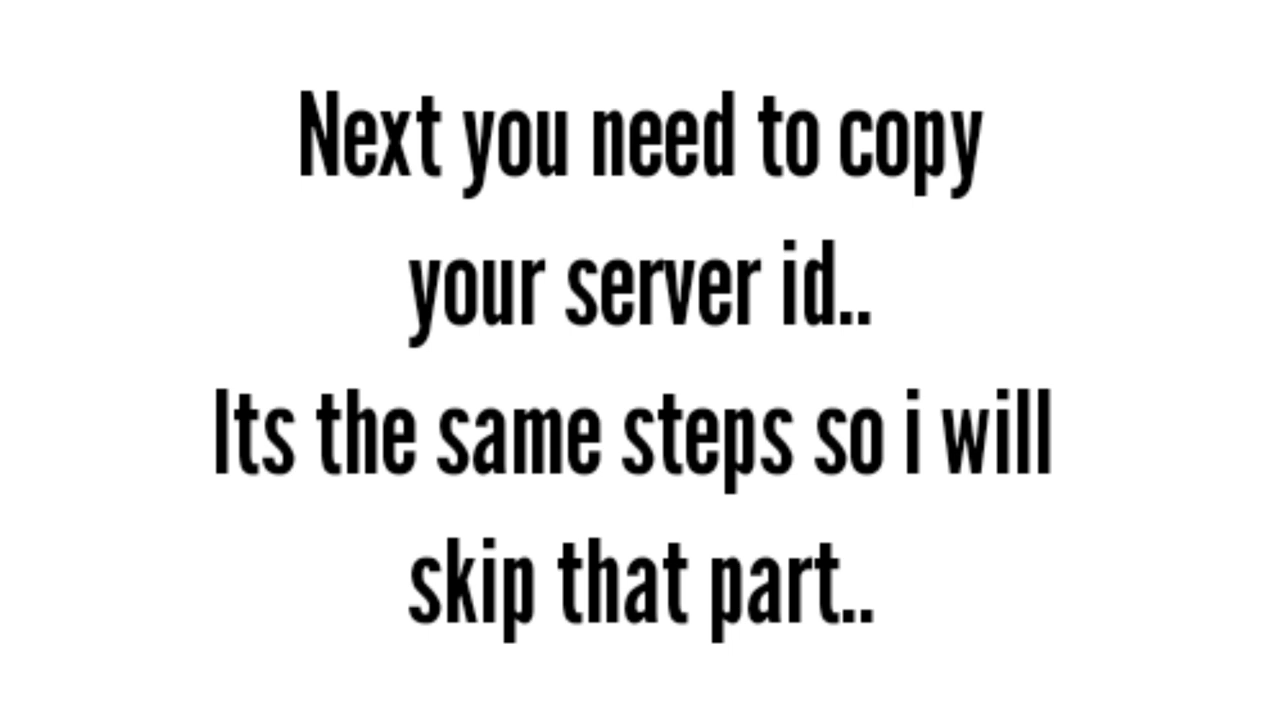 Next you need to copy
your server id..
Its the same steps so i will
skip that part..